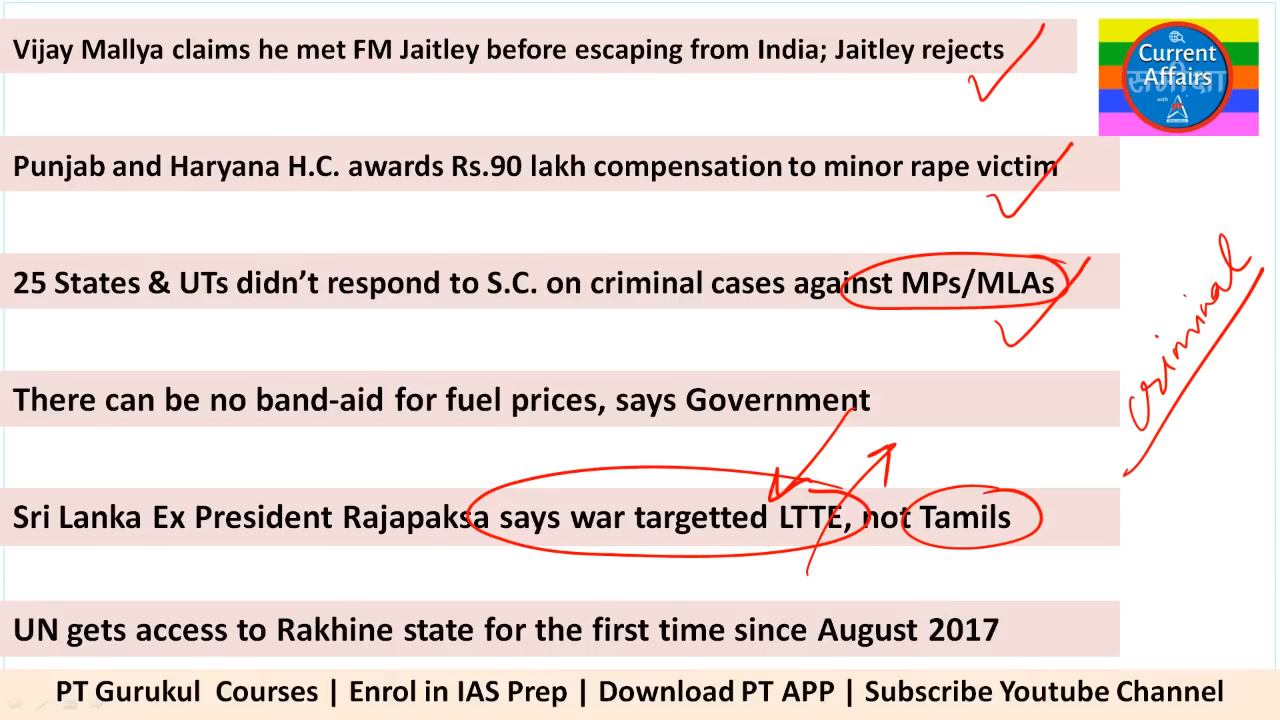 Vijay Mallya claims he met FM Jaitley before escaping from India; Jaitley rejects
Current
Affairs
समीक्षा
with
Punjab and Haryana H.C. awards Rs.90 lakh compensation to minor rape victim
25 States & UTs didn’t respond to S.C. on criminal cases against MPs/MLAs
criminal
There can be no band-aid for fuel prices, says Government
Sri Lanka Ex President Rajapaksa says war targetted LTTE, not Tamils
UN gets access to Rakhine state for the first time since August 2017
PT Gurukul Courses | Enrol in IAS Prep | Download PT APP | Subscribe Youtube Channel